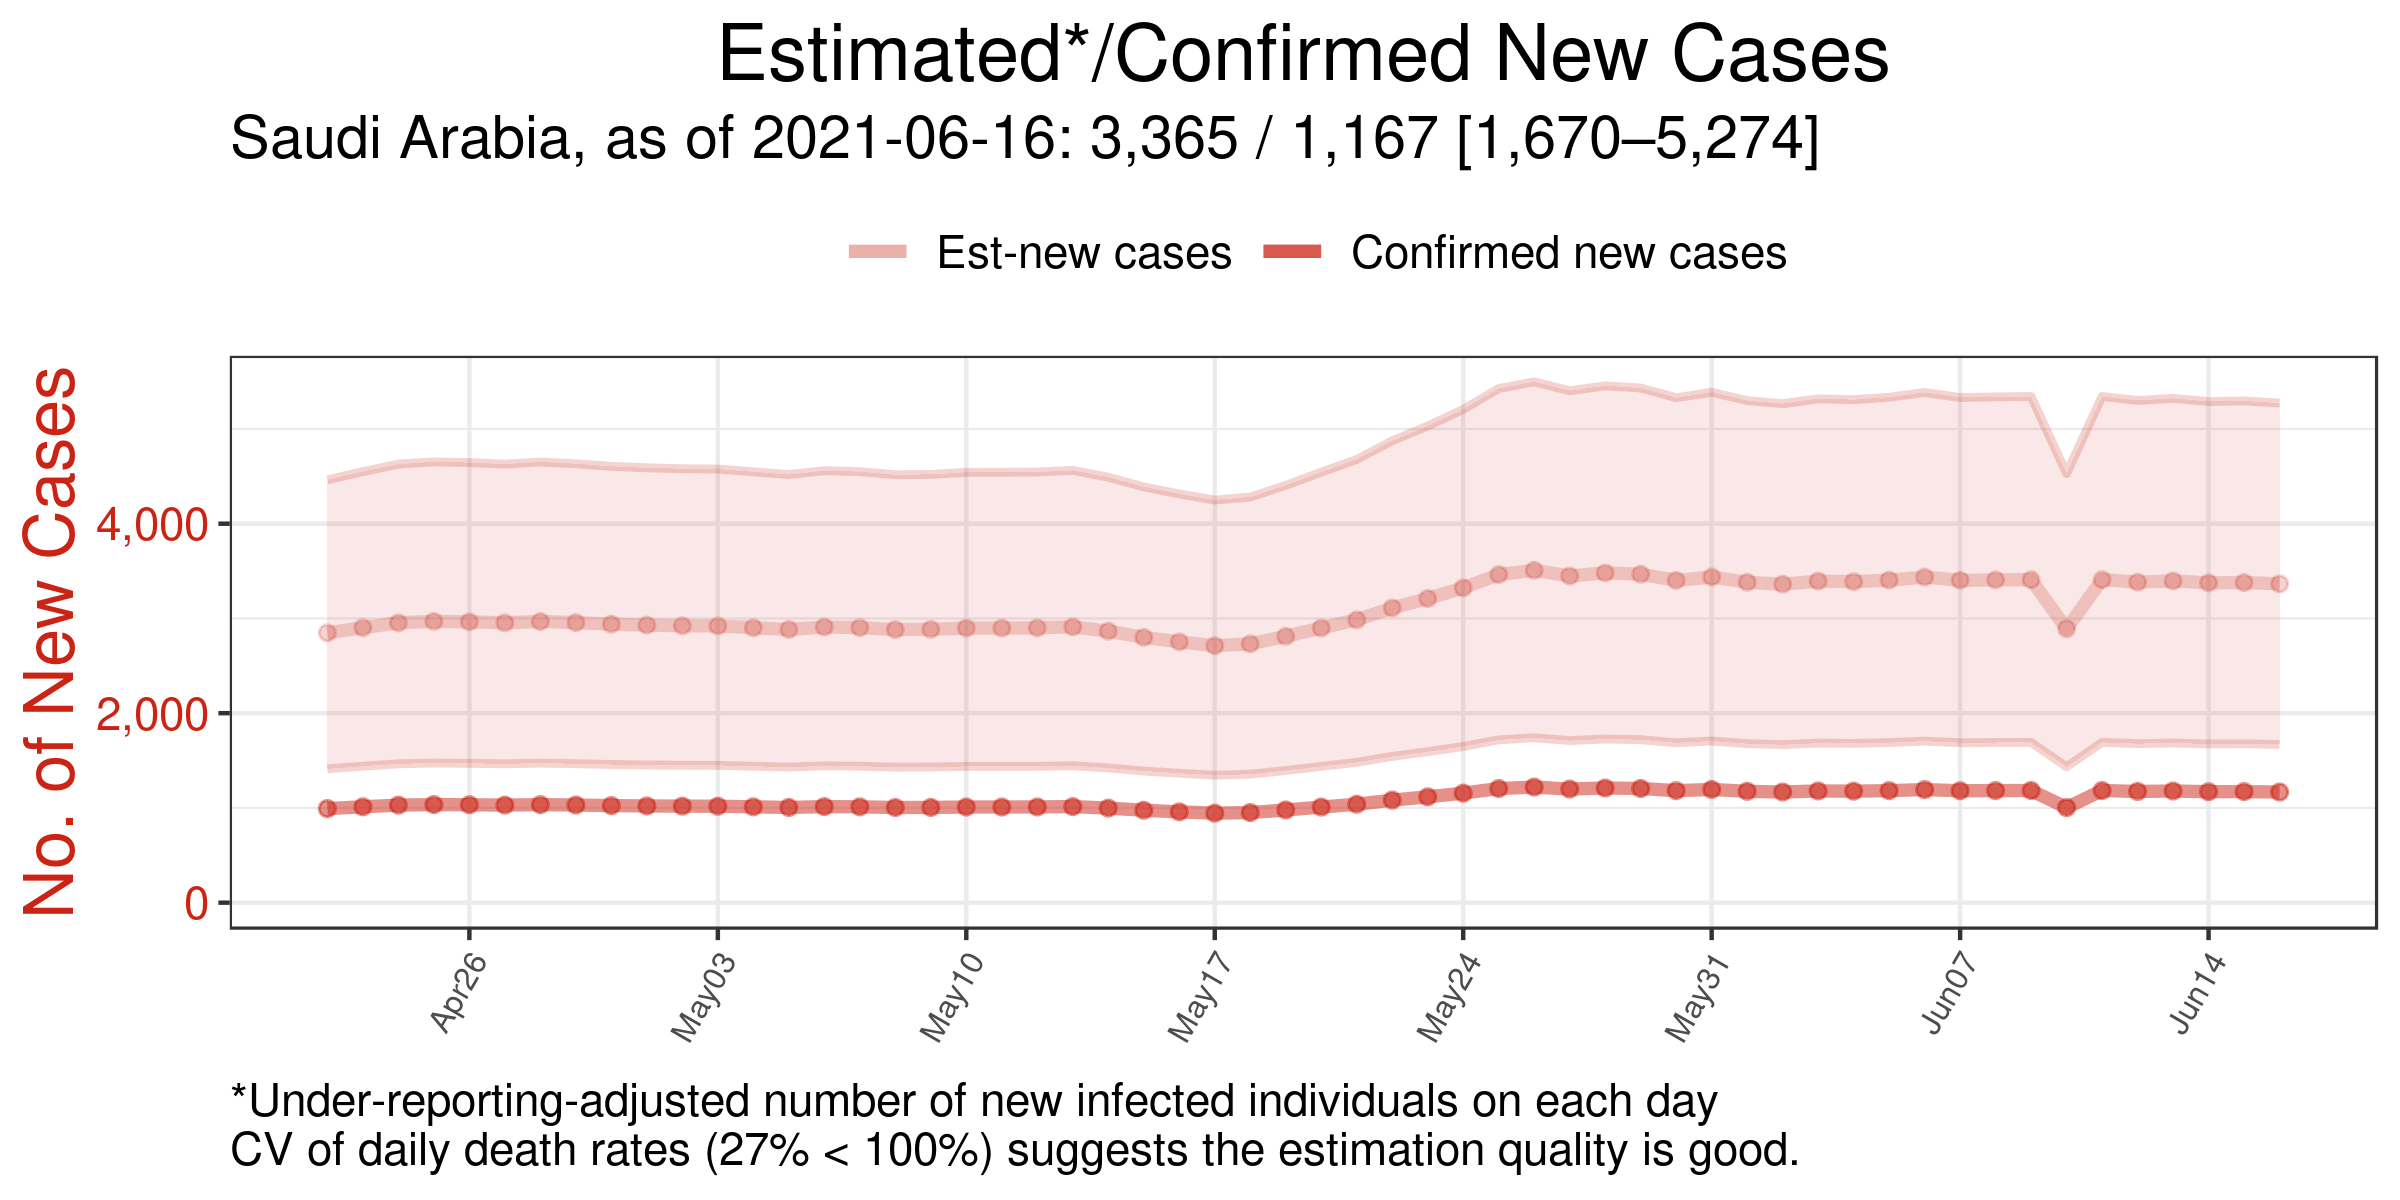 Estimated*/Confirmed New Cases
Saudi Arabia, as of 2021-06-16: 3,365 / 1,167 [1,670–5,274]
Est-new cases
Confirmed new cases
No. of New Cases
4,000
2,000
0
Apr26
May03
May10
May17
May24
May31
Jun07
Jun14
*Under-reporting-adjusted number of new infected individuals on each day
CV of daily death rates (27% < 100%) suggests the estimation quality is good.